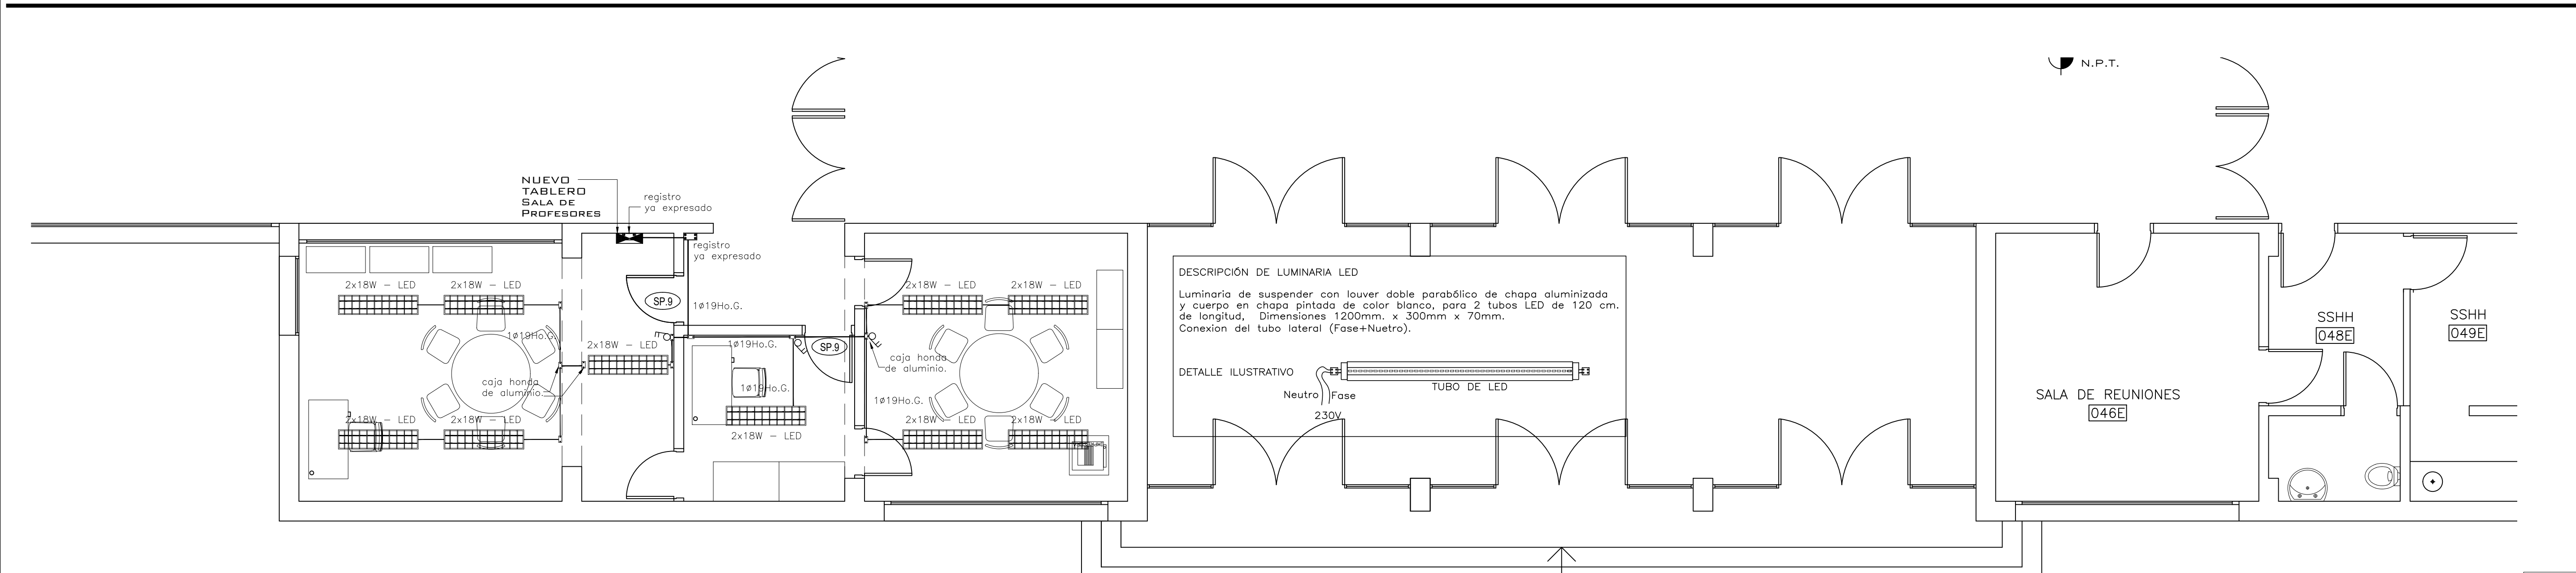 N.P.T.
NUEVO
TABLERO
SALA DE
PROFESORES
registro
ya expresado
registro
ya expresado
2x18W - LED
2x18W - LED
SP.9
1ø19Ho.G.
2x18W - LED
2x18W - LED
1ø19Ho.G.
2x18W - LED
1ø19Ho.G.
SP.9
caja honda
de aluminio.
caja honda
de aluminio.
1ø19Ho.G.
1ø19Ho.G.
2x18W - LED
2x18W - LED
2x18W - LED
2x18W - LED
2x18W - LED
DESCRIPCIÓN DE LUMINARIA LED
Luminaria de suspender con louver doble parabólico de chapa aluminizada
y cuerpo en chapa pintada de color blanco, para 2 tubos LED de 120 cm.
de longitud, Dimensiones 1200mm. x 300mm x 70mm.
Conexion del tubo lateral (Fase+Nuetro).
DETALLE ILUSTRATIVO
TUBO DE LED
Neutro
Fase
230V
SALA DE REUNIONES
046E
SSHH
048E
SSHH
049E